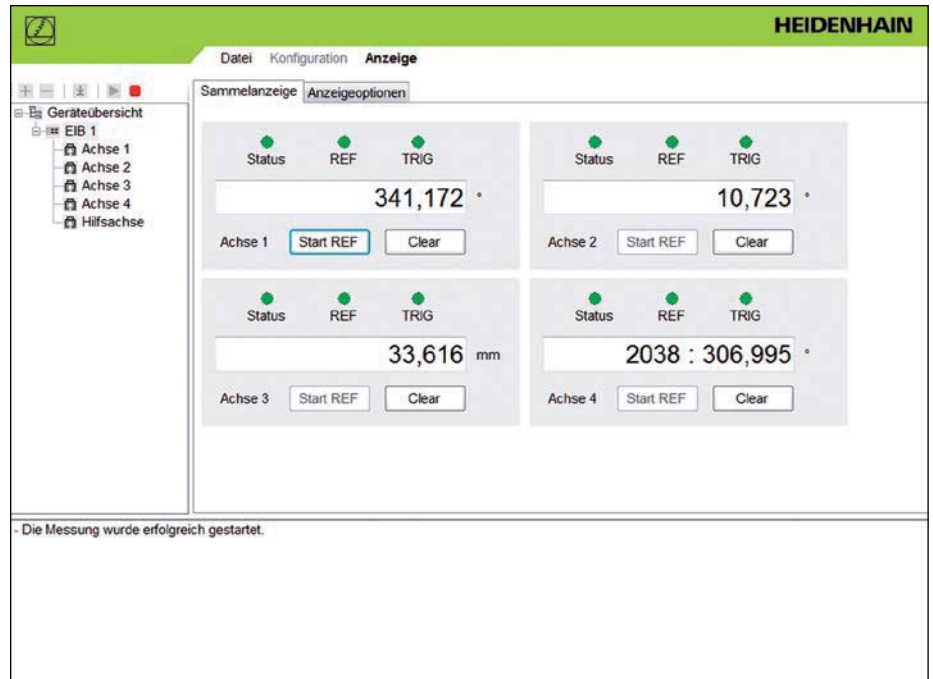 HEIDENHAIN
Datei Konfiguration Anzeige
Sammelanzeige Anzeigeoptionen
Geräteübersicht
EIB 1
Achse 1
Achse 2
Achse 3
Achse 4
Hilfsachse
Status REF TRIG
341,172 °
Achse 1 Start REF Clear
Status REF TRIG
10,723 °
Achse 2 Start REF Clear
Status REF TRIG
33,616 mm
Achse 3 Start REF Clear
Status REF TRIG
2038 : 306,995 °
Achse 4 Start REF Clear
- Die Messung wurde erfolgreich gestartet.